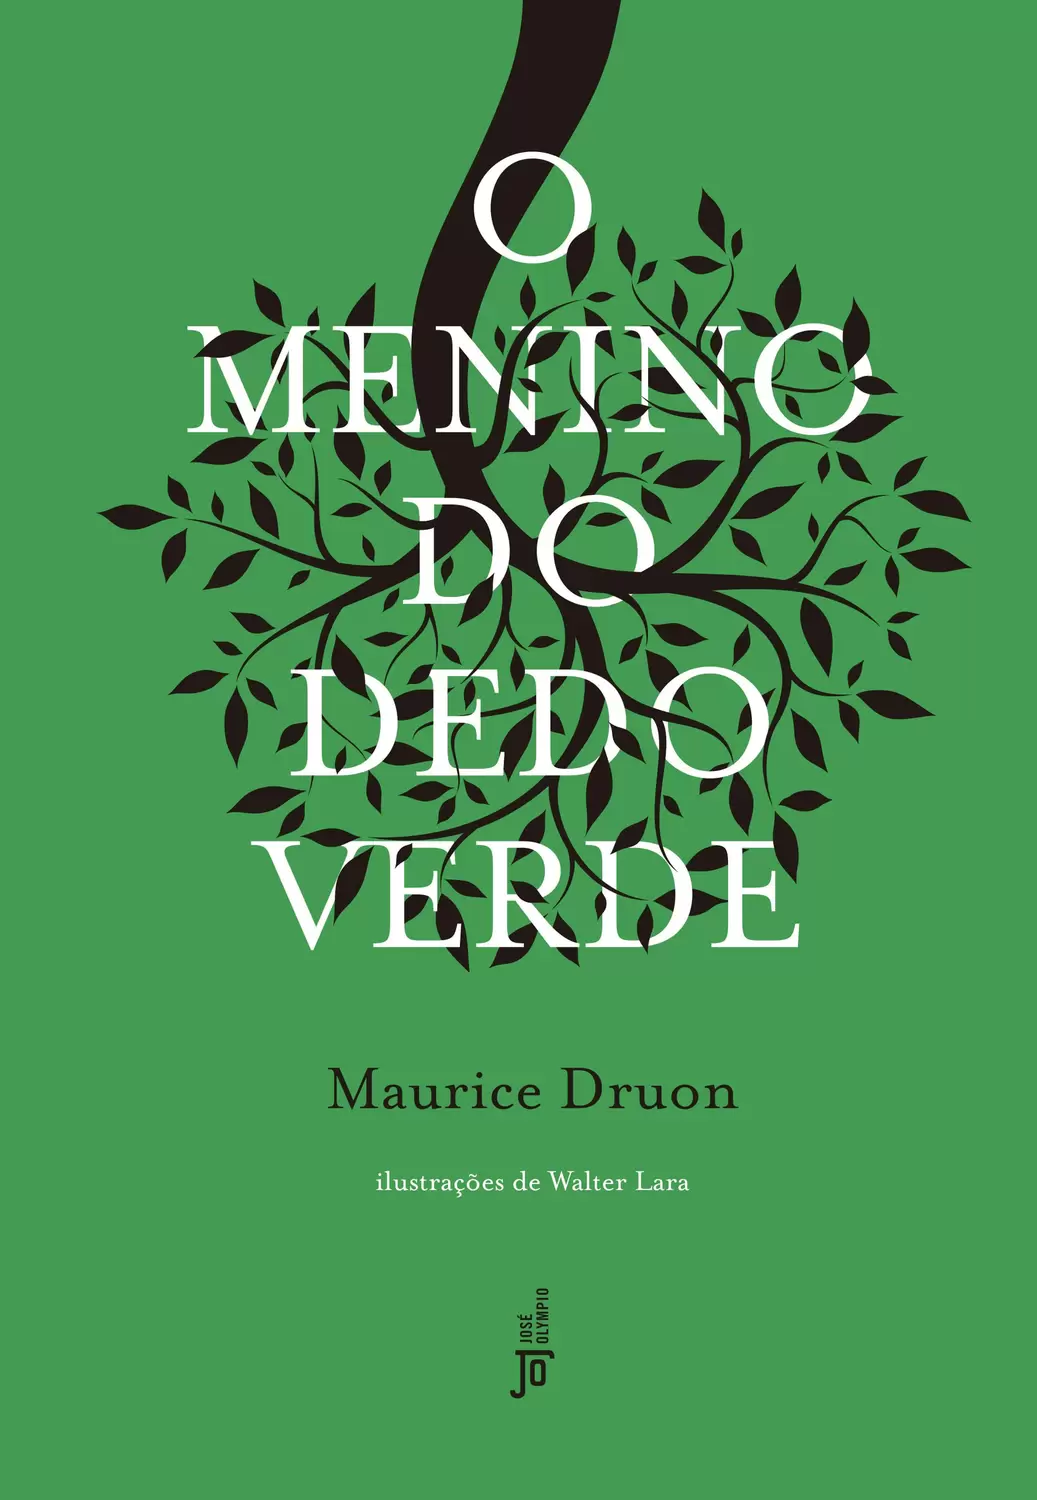 O
MENINO
DO
DEDO
VERDE
Maurice Druon
ilustrações de Walter Lara
JOSÉ
OLYMPIO
JO